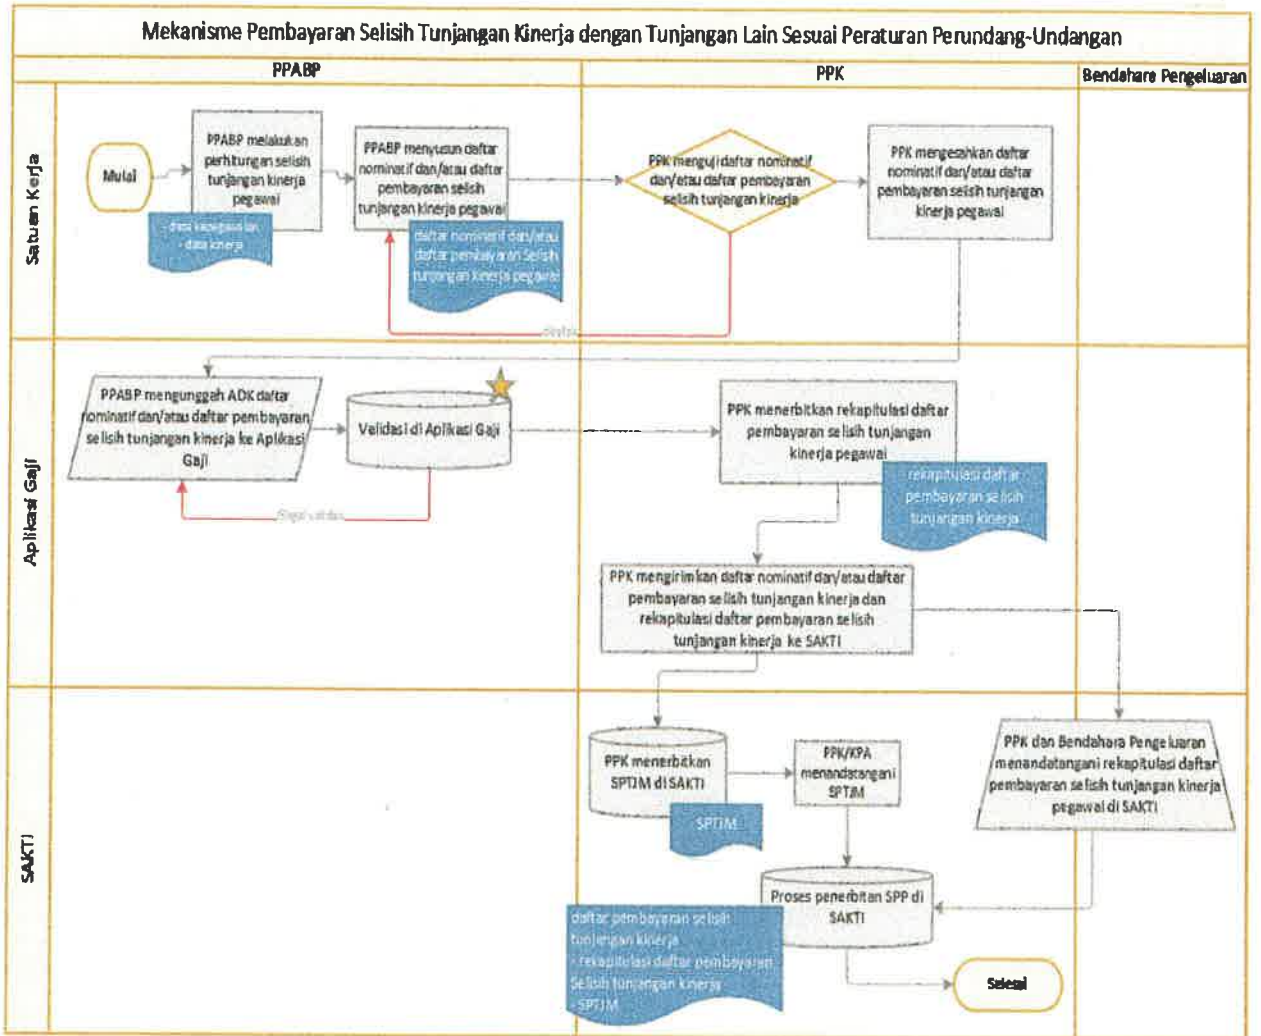 Mekanisme Pembayaran Selisih Tunjangan Kinerja dengan Tunjangan Lain Sesuai Peraturan Perundang-Undangan
PPABP
PPK
Bendahara Pengeluaran
Satuan Kerja
Mulai
PPABP melakukan
perhitungan selisih
tunjangan kinerja
pegawai
- data kepegawaian
- data kinerja
PPABP menyusun daftar
nominatif dan/atau daftar
pembayaran selisih
tunjangan kinerja pegawai
daftar nominatif dan/atau
daftar pembayaran Selisih
tunjangan kinerja pegawai
PPK menguji daftar nominatif
dan/atau daftar pembayaran
selisih tunjangan kinerja
PPK mengesahkan daftar
nominatif dan/atau daftar
pembayaran selisih tunjangan
kinerja pegawai
Aplikasi Gaji
PPABP mengunggah ADK daftar
nominatif dan/atau daftar pembayaran
selisih tunjangan kinerja ke Aplikasi
Gaji
Validasi di Aplikasi Gaji
PPK menerbitkan rekapitulasi daftar
pembayaran selisih tunjangan
kinerja pegawai
rekapitulasi daftar
pembayaran selisih
tunjangan kinerja
PPK mengirimkan daftar nominatif dan/atau daftar
pembayaran selisih tunjangan kinerja dan
rekapitulasi daftar pembayaran selisih
tunjangan kinerja ke SAKTI
SAKTI
PPK menerbitkan
SPTJM di SAKTI
SPTJM
PPK/KPA
menandatangani
SPTJM
PPK dan Bendahara Pengeluaran
menandatangani rekapitulasi daftar
pembayaran selisih tunjangan kinerja
pegawai di SAKTI
Proses penerbitan SPP di
SAKTI
daftar pembayaran selisih
tunjangan kinerja
- rekapitulasi daftar pembayaran
Selisih tunjangan kinerja
- SPTJM
Selesai